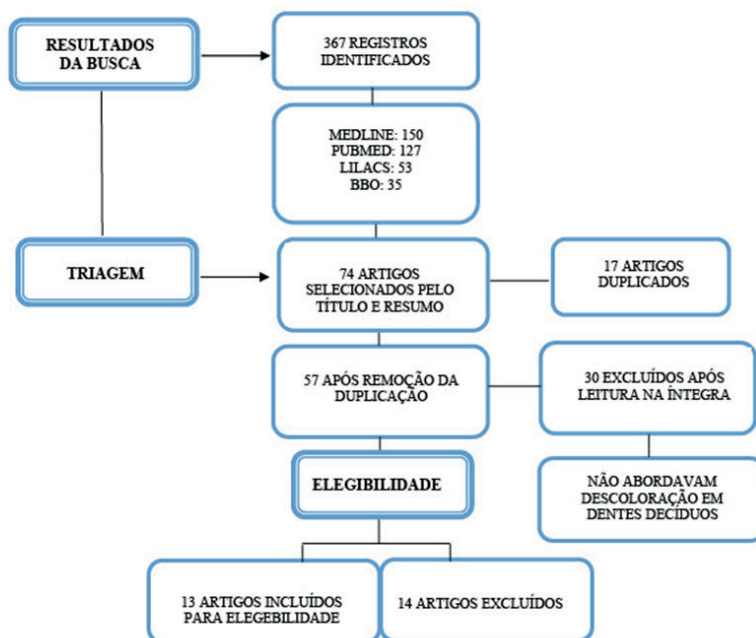 RESULTADOS
DA BUSCA
367 REGISTROS
IDENTIFICADOS
MEDLINE: 150
PUBMED: 127
LILACS: 53
BBO: 35
TRIAGEM
74 ARTIGOS
SELECIONADOS PELO
TÍTULO E RESUMO
17 ARTIGOS
DUPLICADOS
57 APÓS REMOÇÃO DA
DUPLICAÇÃO
30 EXCLUÍDOS APÓS
LEITURA NA ÍNTEGRA
ELEGIBILIDADE
NÃO ABORDAVAM
DESCOLORAÇÃO EM
DENTES DECÍDUOS
13 ARTIGOS INCLUÍDOS
PARA ELEGEBILIDADE
14 ARTIGOS EXCLUÍDOS